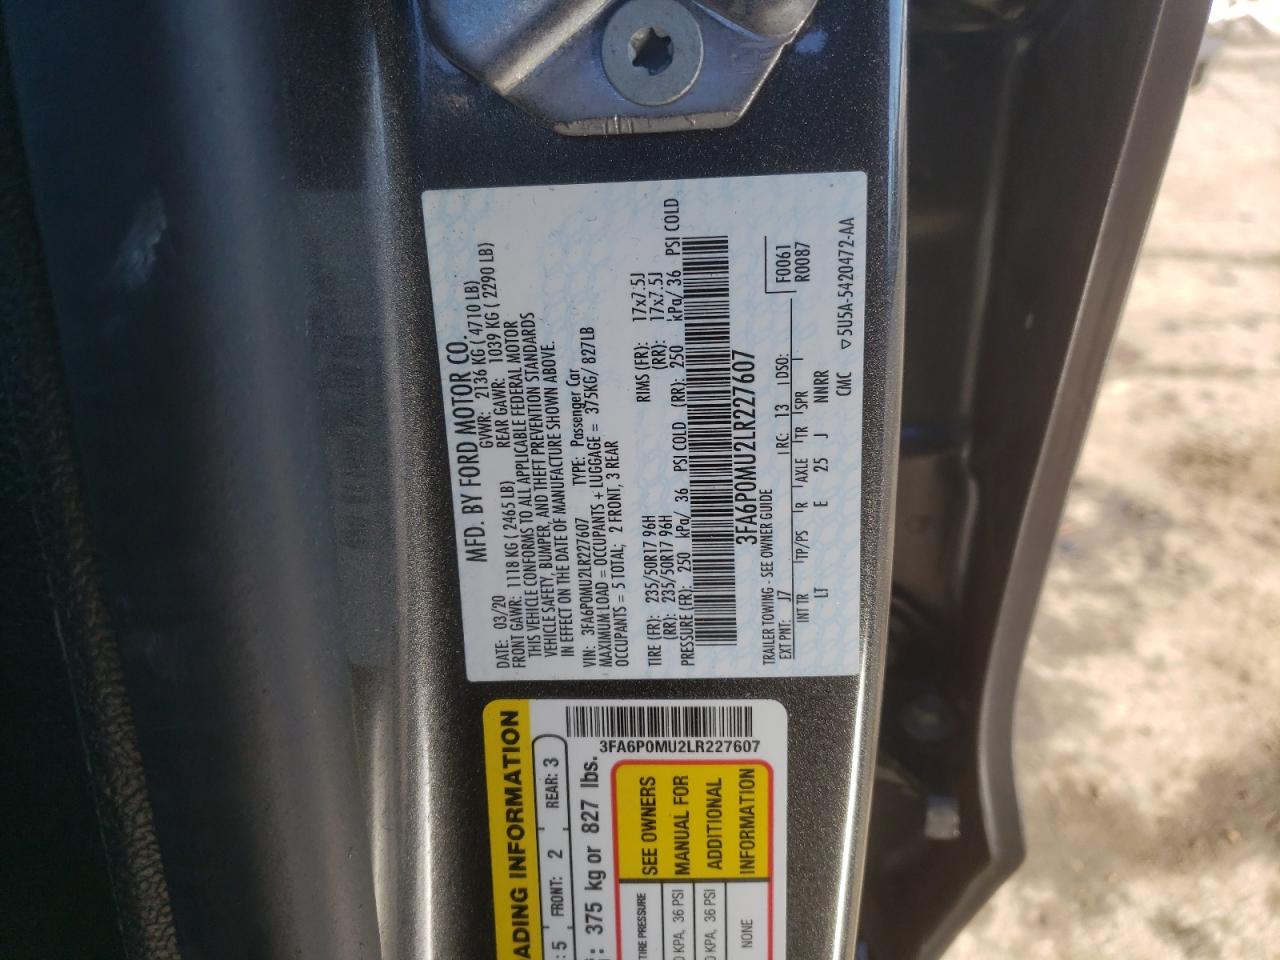 MFD. BY FORD MOTOR CO.
DATE: 03/20 GVWR: 2136 KG ( 4710 LB)
FRONT GAWR: 1118 KG ( 2465 LB) REAR GAWR: 1039 KG ( 2290 LB)
THIS VEHICLE CONFORMS TO ALL APPLICABLE FEDERAL MOTOR
VEHICLE SAFETY, BUMPER, AND THEFT PREVENTION STANDARDS
IN EFFECT ON THE DATE OF MANUFACTURE SHOWN ABOVE.
VIN: 3FA6P0MU2LR227607 TYPE: Passenger Car
MAXIMUM LOAD = OCCUPANTS + LUGGAGE = 375KG/ 827LB
OCCUPANTS = 5 TOTAL; 2 FRONT, 3 REAR
TIRE (FR): 235/50R17 96H RIMS (FR): 17x7.5J
(RR): 235/50R17 96H (RR): 17x7.5J
PRESSURE (FR): 250 kPa/ 36 PSI COLD (RR): 250 kPa/ 36 PSI COLD
3FA6P0MU2LR227607
TRAILER TOWING - SEE OWNER GUIDE F0061
EXT PNT: J7 RC: 13 DSO: R0087
INT TR TP/PS R AXLE TR SPR
LT E 25 J NNRR
CMC ▽5U5A-5420472-AA
ADING INFORMATION
: 5 FRONT: 2 REAR: 3
: 375 kg or 827 lbs.
3FA6P0MU2LR227607
TIRE PRESSURE
0 KPA, 36 PSI
0 KPA, 36 PSI
NONE
SEE OWNERS
MANUAL FOR
ADDITIONAL
INFORMATION